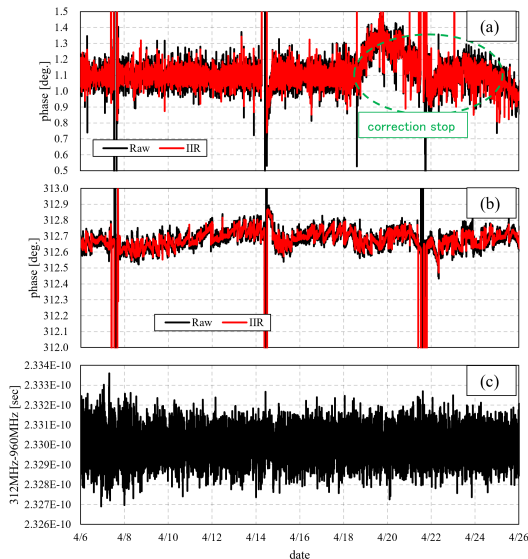 (a)
phase [deg.]
1.5
1.4
1.3
1.2
1.1
1.0
0.9
0.8
0.7
0.6
0.5
correction stop
Raw IIR
(b)
phase [deg.]
313.0
312.9
312.8
312.7
312.6
312.5
312.4
312.3
312.2
312.1
312.0
Raw IIR
(c)
312MHz-960MHz [sec]
2.334E-10
2.333E-10
2.332E-10
2.331E-10
2.330E-10
2.329E-10
2.328E-10
2.327E-10
2.326E-10
4/6 4/8 4/10 4/12 4/14 4/16 4/18 4/20 4/22 4/24 4/26
date